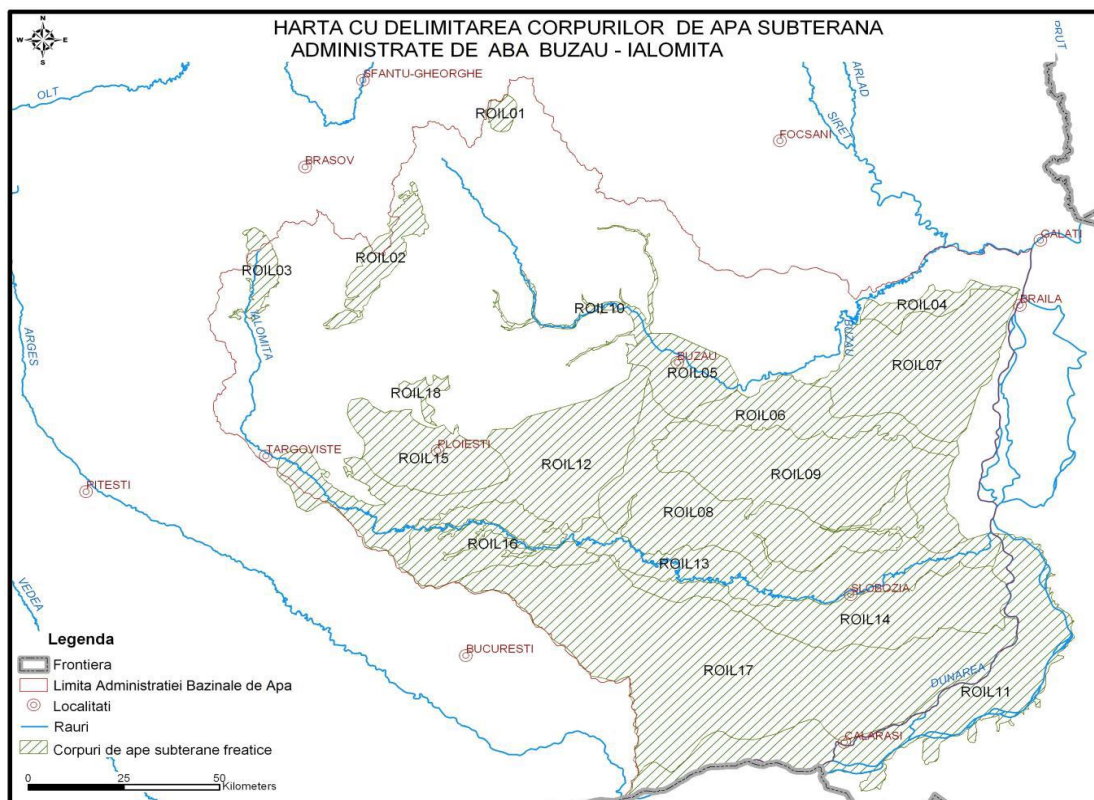 HARTA CU DELIMITAREA CORPURILOR DE APA SUBTERANA
ADMINISTRATE DE ABA BUZAU - IALOMITA
N
W E
S
PRUT
SFANTU-GHEORGHE
ARLAD
OLT
ROIL01
SIRET
FOCSANI
BRASOV
GALATI
ROIL02
ROIL03
ROIL04
BRAILA
ROIL19
IALOMITA
ARGES
BUZAU
BUZAU
ROIL05
ROIL07
ROIL18
ROIL06
TARGOVISTE
PLOIESTI
ROIL15
ROIL12
ROIL09
PITESTI
ROIL08
ROIL16
ROIL13
VEDEA
SLOBOZIA
ROIL14
BUCURESTI
ROIL17
DUNAREA
ROIL11
CALARASI
Legenda
Frontiera
Limita Administratiei Bazinale de Apa
Localitati
Rauri
Corpuri de ape subterane freatice
0 25 50
Kilometers